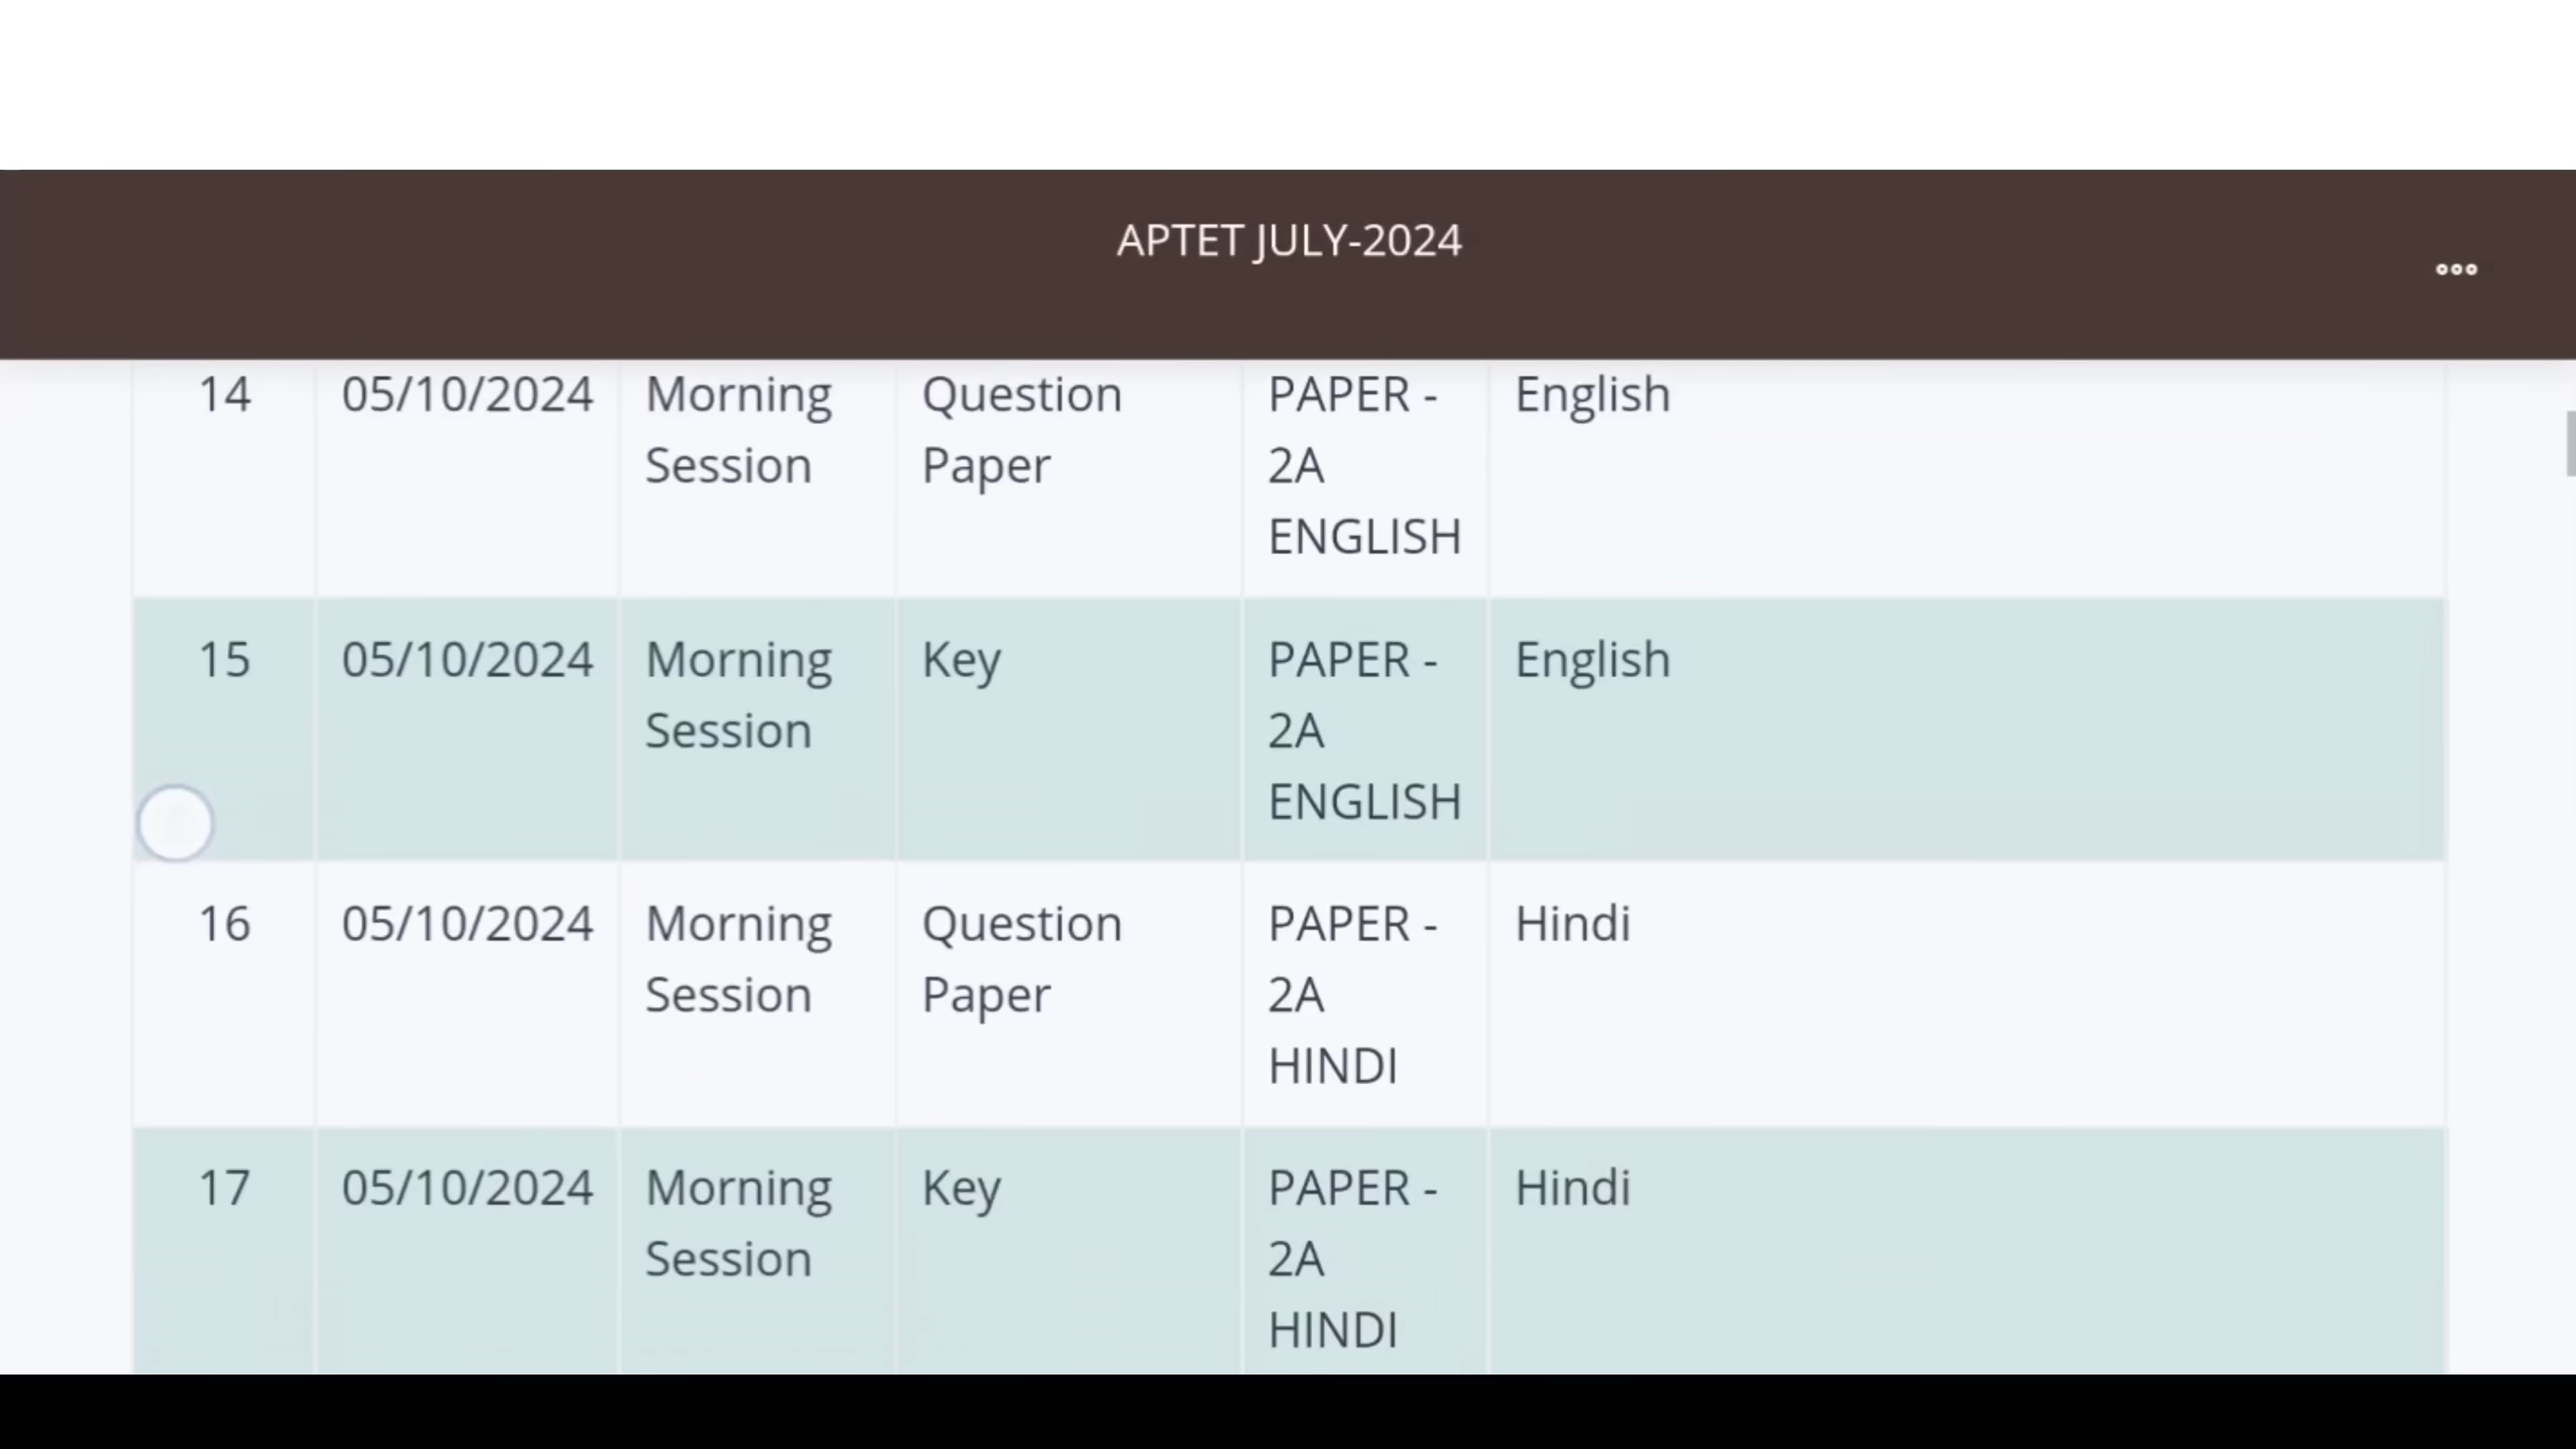 APTET JULY-2024
14 05/10/2024 Morning Question PAPER - English
Session Paper 2A
ENGLISH
15 05/10/2024 Morning Key PAPER - English
Session 2A
ENGLISH
16 05/10/2024 Morning Question PAPER - Hindi
Session Paper 2A
HINDI
17 05/10/2024 Morning Key PAPER - Hindi
Session 2A
HINDI